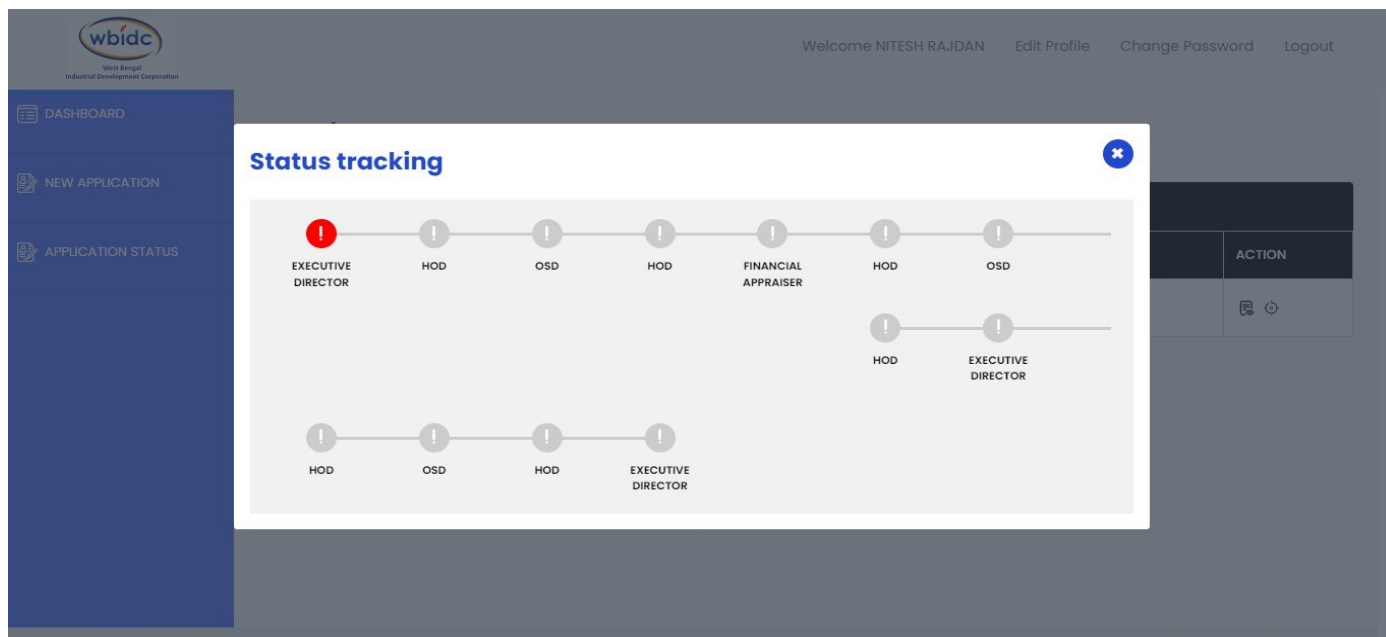 wbidc
West Bengal
Industrial Development Corporation
Welcome NITESH RAJDAN Edit Profile Change Password Logout
DASHBOARD
NEW APPLICATION
APPLICATION STATUS
Status tracking
EXECUTIVE
DIRECTOR
HOD
OSD
HOD
FINANCIAL
APPRAISER
HOD
OSD
HOD
EXECUTIVE
DIRECTOR
HOD
OSD
HOD
EXECUTIVE
DIRECTOR
ACTION